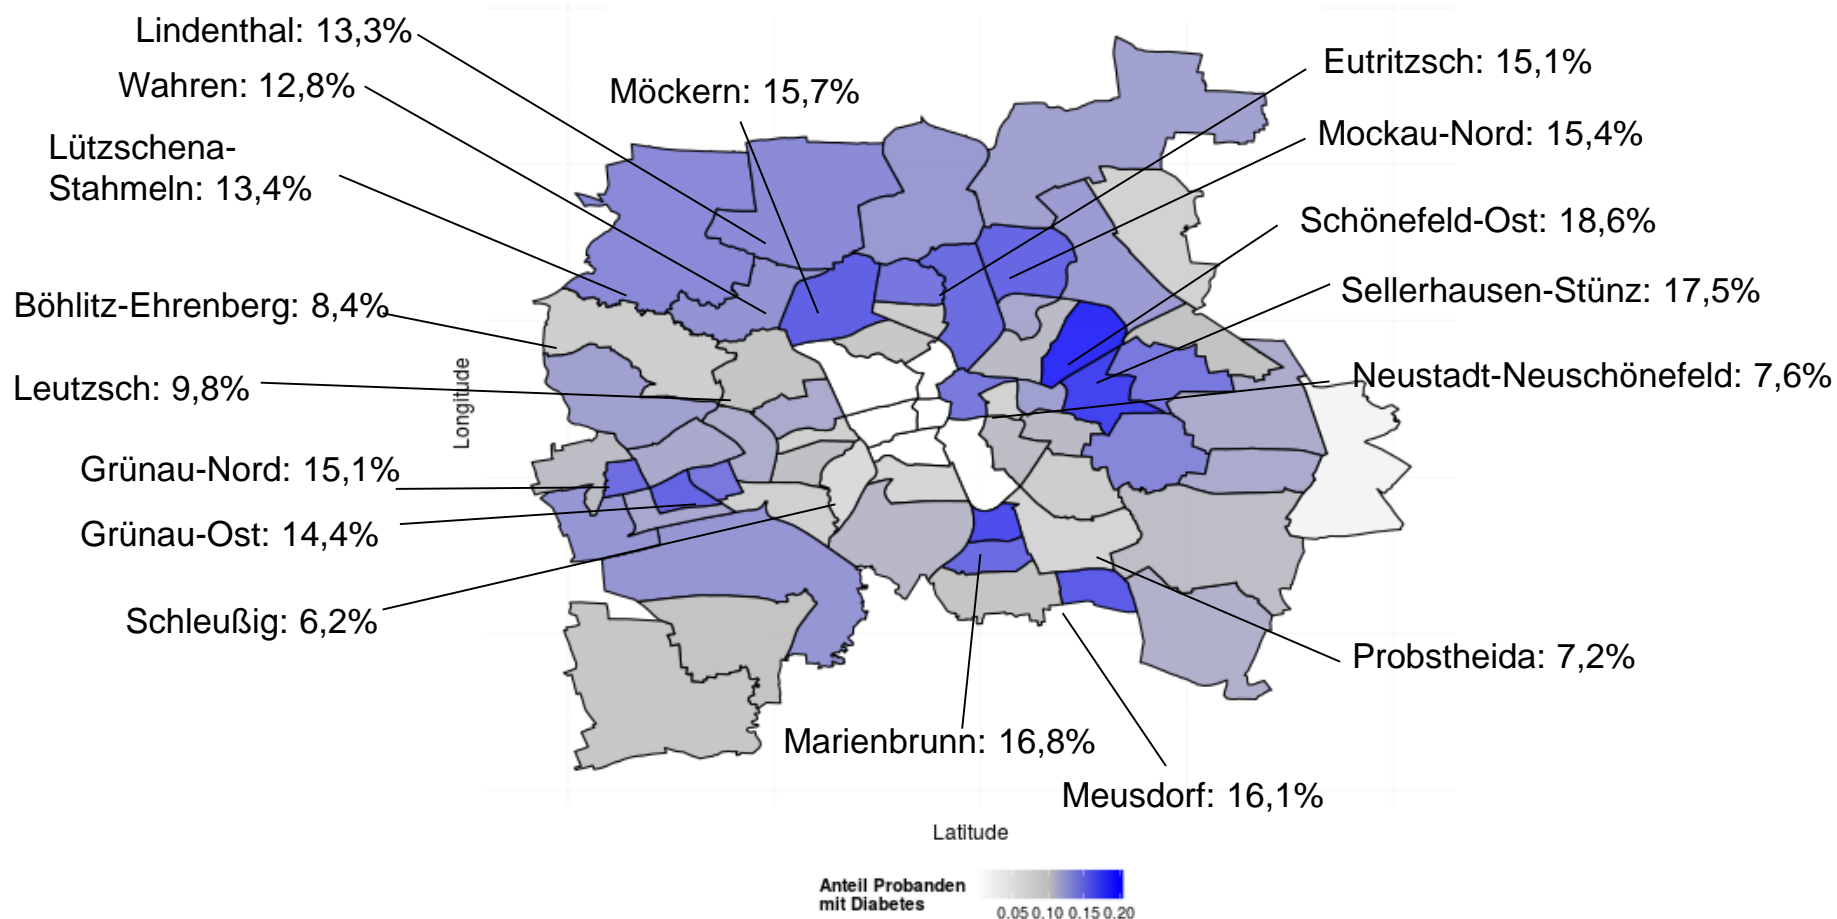 Lindenthal: 13,3%
Wahren: 12,8%
Möckern: 15,7%
Lützschena-
Stahmeln: 13,4%
Böhlitz-Ehrenberg: 8,4%
Leutzsch: 9,8%
Grünau-Nord: 15,1%
Grünau-Ost: 14,4%
Schleußig: 6,2%
Eutritzsch: 15,1%
Mockau-Nord: 15,4%
Schönefeld-Ost: 18,6%
Sellerhausen-Stünz: 17,5%
Neustadt-Neuschönefeld: 7,6%
Probstheida: 7,2%
Marienbrunn: 16,8%
Meusdorf: 16,1%
Longitude
Latitude
Anteil Probanden
mit Diabetes
0.05 0.10 0.15 0.20